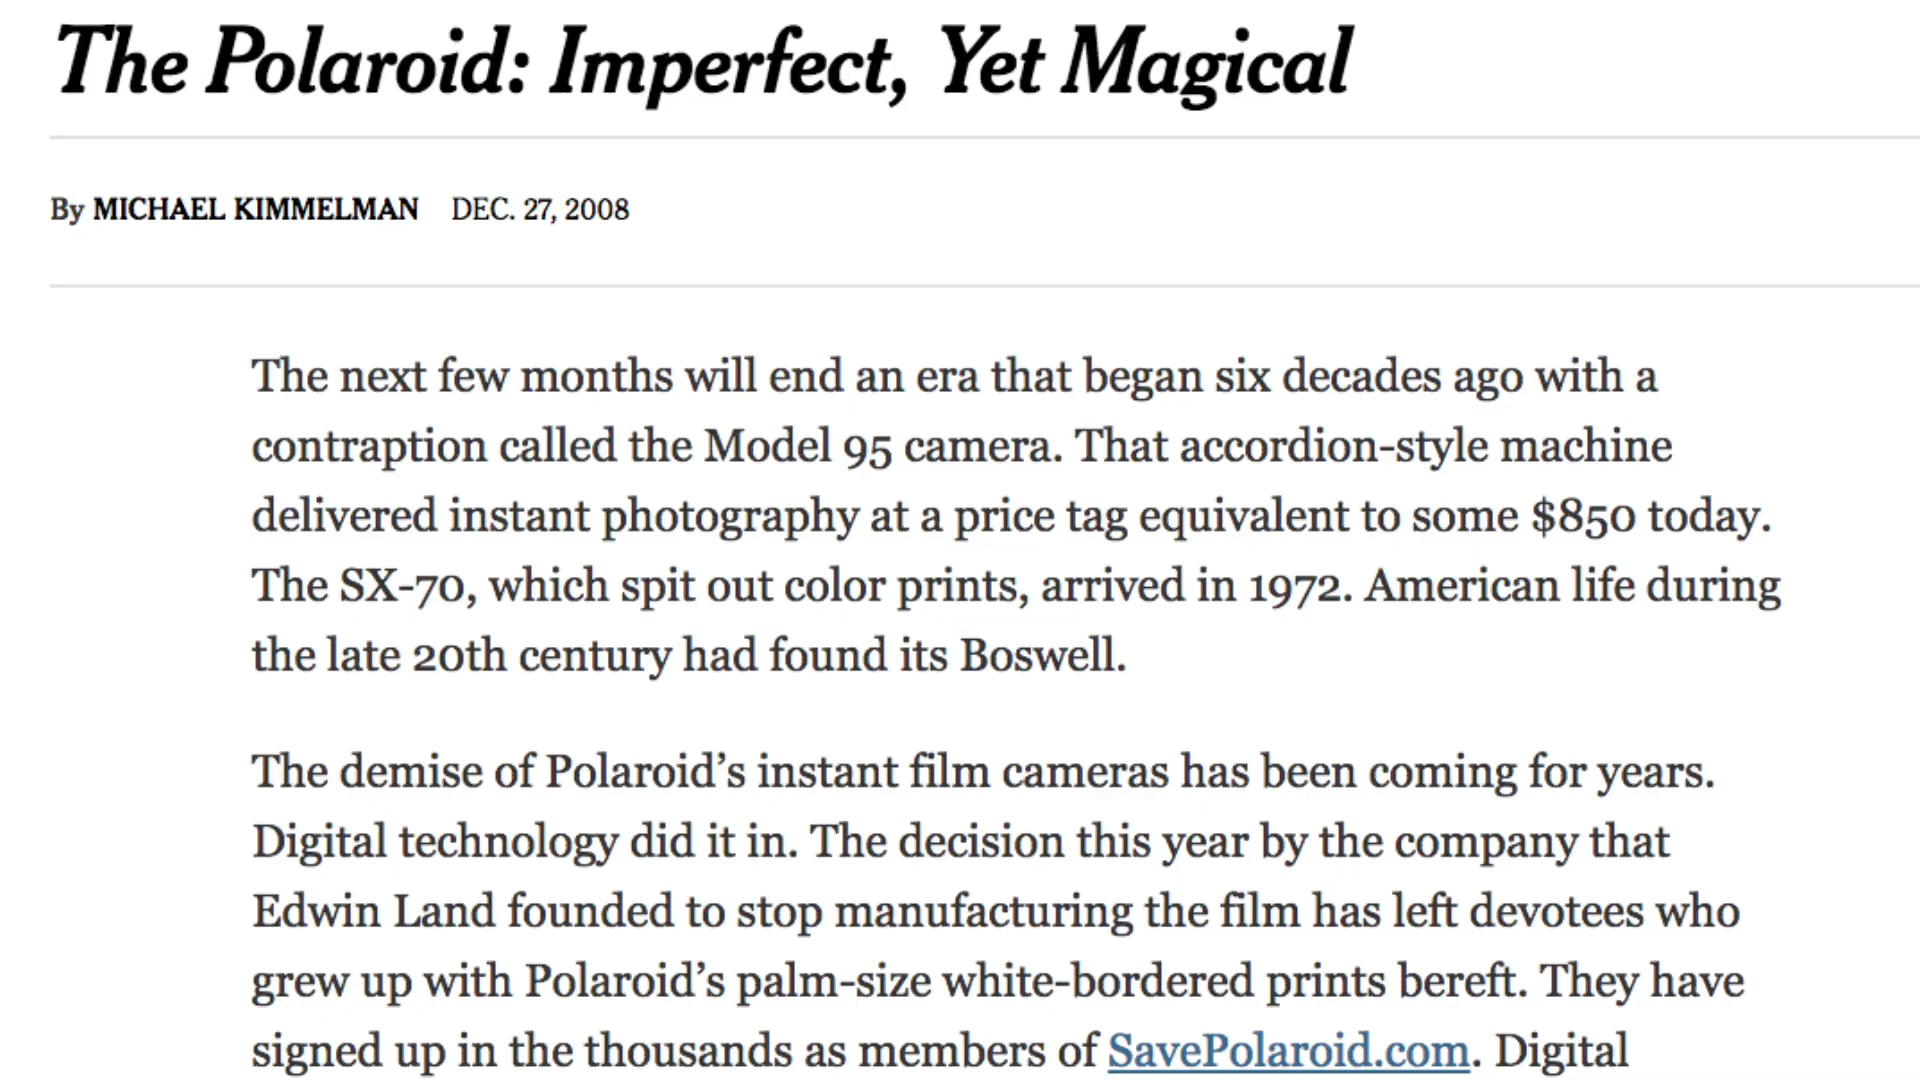 The Polaroid: Imperfect, Yet Magical
By MICHAEL KIMMELMAN DEC. 27, 2008
The next few months will end an era that began six decades ago with a
contraption called the Model 95 camera. That accordion-style machine
delivered instant photography at a price tag equivalent to some $850 today.
The SX-70, which spit out color prints, arrived in 1972. American life during
the late 20th century had found its Boswell.
The demise of Polaroid’s instant film cameras has been coming for years.
Digital technology did it in. The decision this year by the company that
Edwin Land founded to stop manufacturing the film has left devotees who
grew up with Polaroid’s palm-size white-bordered prints bereft. They have
signed up in the thousands as members of SavePolaroid.com. Digital